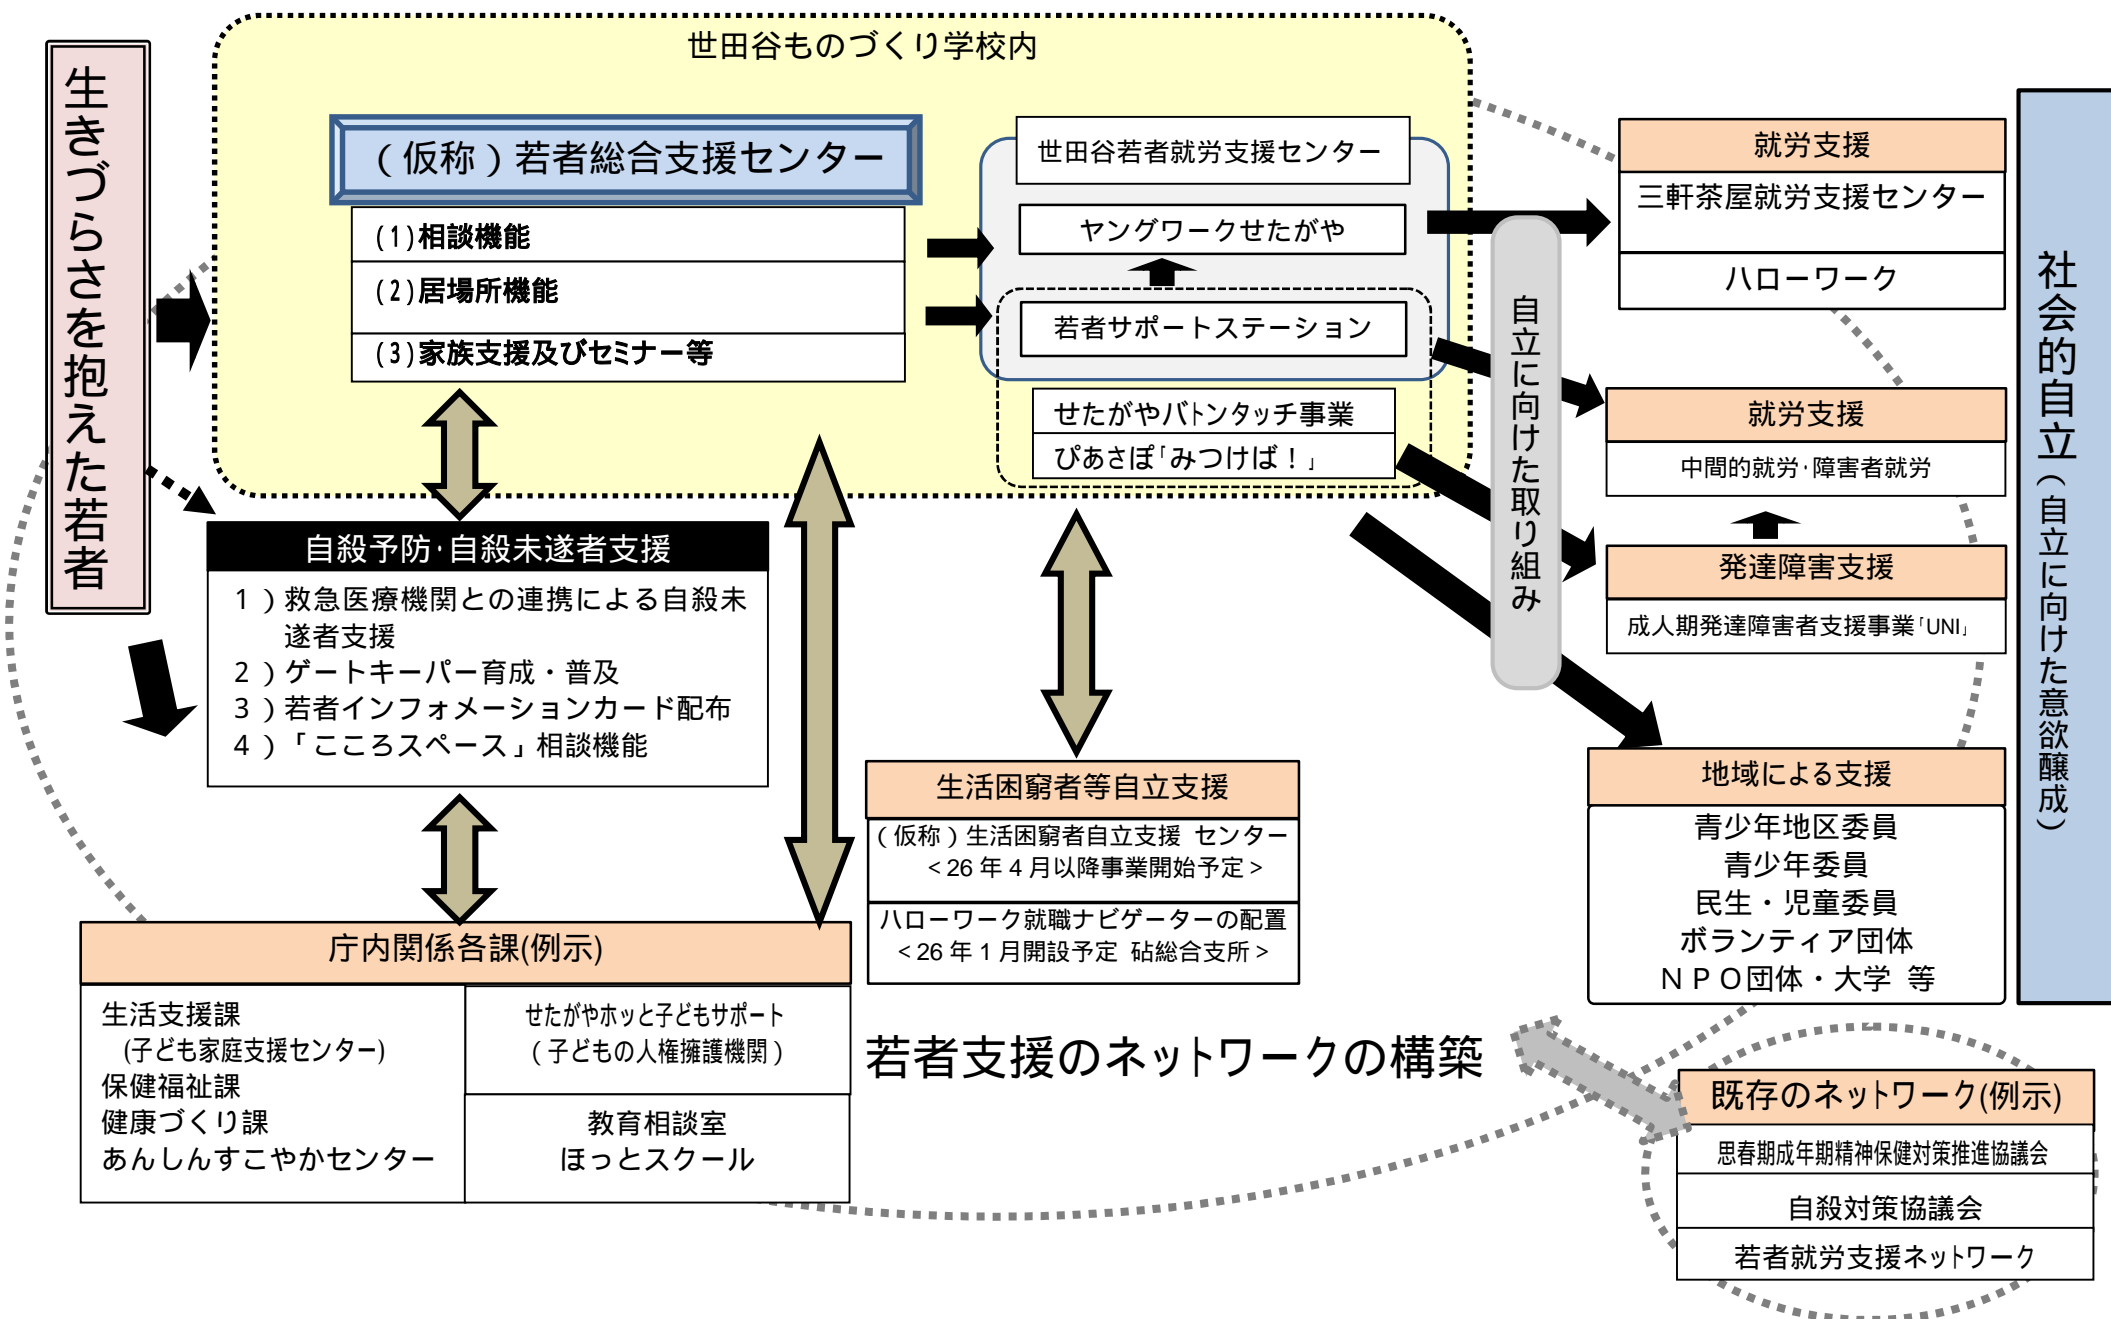 世田谷ものづくり学校内
生きづらさを抱えた若者
（仮称）若者総合支援センター
(1)相談機能
(2)居場所機能
(3)家族支援及びセミナー等
世田谷若者就労支援センター
ヤングワークせたがや
若者サポートステーション
せたがやバトンタッチ事業
ぴあさぽ「みつけば！」
自立に向けた取り組み
就労支援
三軒茶屋就労支援センター
ハローワーク
就労支援
中間的就労・障害者就労
発達障害支援
成人期発達障害者支援事業「UNI」
地域による支援
青少年地区委員
青少年委員
民生・児童委員
ボランティア団体
ＮＰＯ団体・大学 等
社会的自立（自立に向けた意欲醸成）
自殺予防・自殺未遂者支援
１）救急医療機関との連携による自殺未
遂者支援
２）ゲートキーパー育成・普及
３）若者インフォメーションカード配布
４）「こころスペース」相談機能
生活困窮者等自立支援
（仮称）生活困窮者自立支援 センター
＜26年4月以降事業開始予定＞
ハローワーク就職ナビゲーターの配置
＜26年1月開設予定 砧総合支所＞
庁内関係各課(例示)
生活支援課
(子ども家庭支援センター)
保健福祉課
健康づくり課
あんしんすこやかセンター
せたがやホッと子どもサポート
（子どもの人権擁護機関）
教育相談室
ほっとスクール
若者支援のネットワークの構築
既存のネットワーク(例示)
思春期成年期精神保健対策推進協議会
自殺対策協議会
若者就労支援ネットワーク